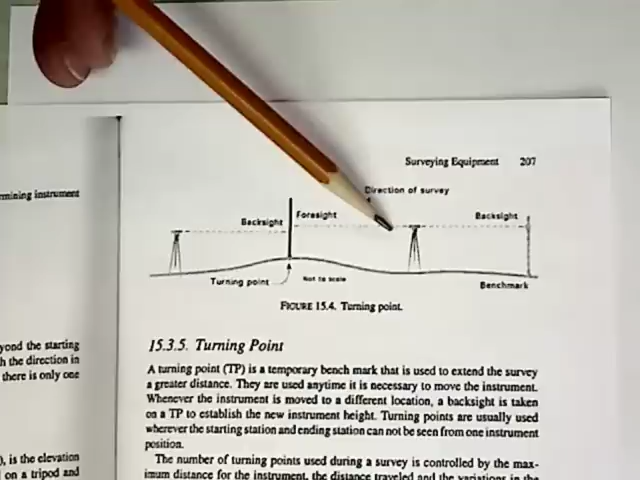 Surveying Equipment 207
rmining instrument
Direction of survey
Backsight Foresight Backsight
Turning point Not to scale Benchmark
FIGURE 15.4. Turning point.
15.3.5. Turning Point
A turning point (TP) is a temporary bench mark that is used to extend the survey
a greater distance. They are used anytime it is necessary to move the instrument.
Whenever the instrument is moved to a different location, a backsight is taken
on a TP to establish the new instrument height. Turning points are usually used
wherever the starting station and ending station can not be seen from one instrument
position.
The number of turning points used during a survey is controlled by the max-
imum distance for the instrument, the distance traveled and the variations in the
yond the starting
h the direction in
there is only one
), is the elevation
on a tripod and